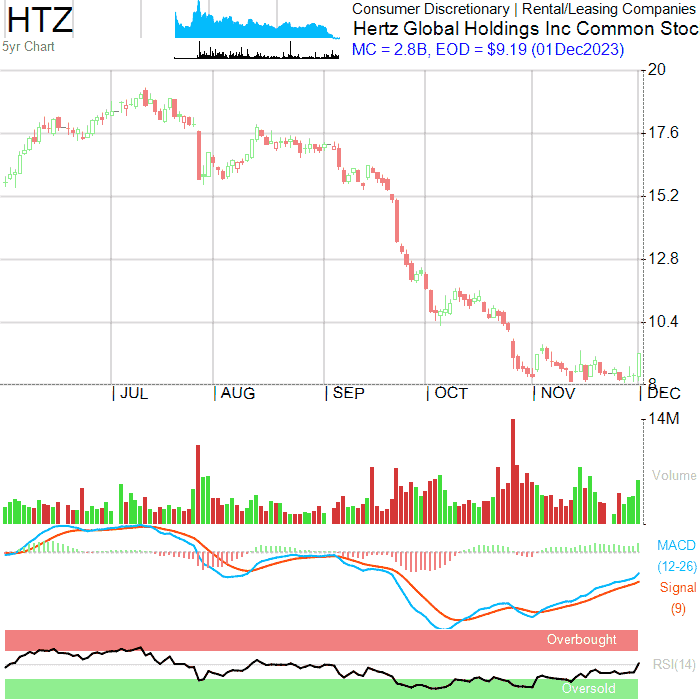 HTZ
5yr Chart
Consumer Discretionary | Rental/Leasing Companies
Hertz Global Holdings Inc Common Stoc
MC = 2.8B, EOD = $9.19 (01Dec2023)
20
17.6
15.2
12.8
10.4
8
| JUL | AUG | SEP | OCT | NOV | DEC
14M
Volume
MACD
(12-26)
Signal
(9)
Overbought
RSI(14)
Oversold